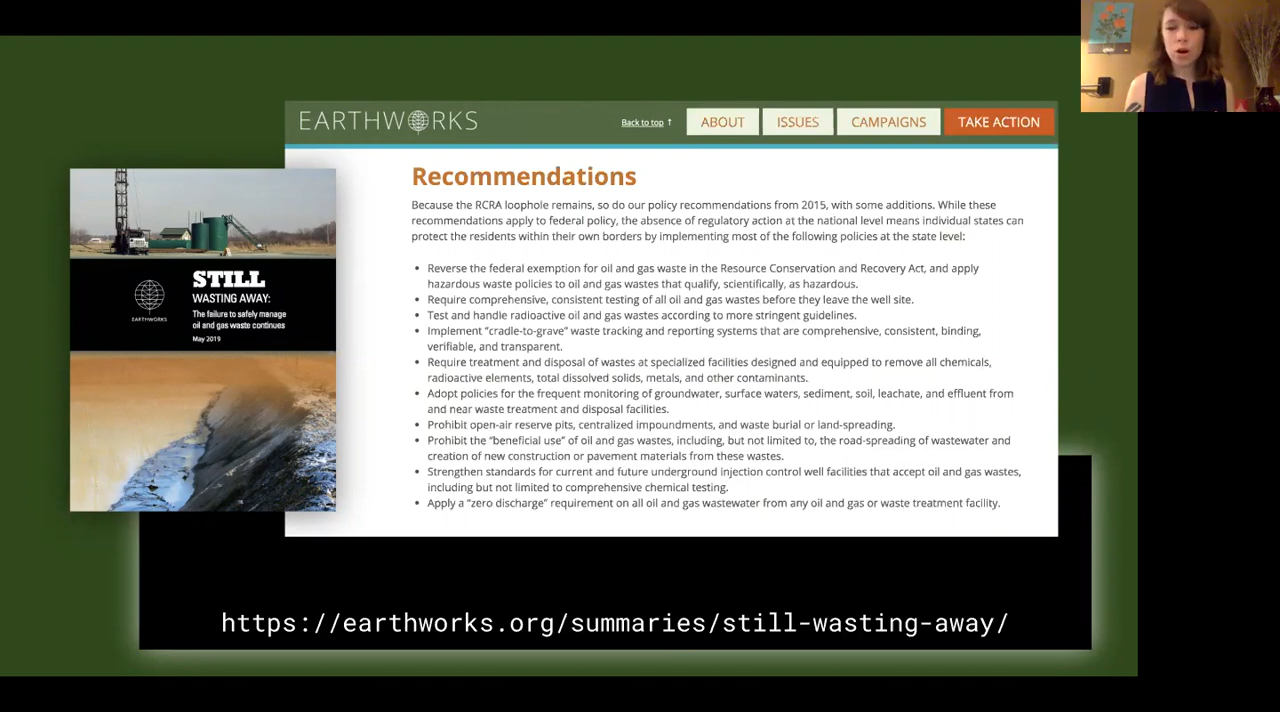 EARTHWORKS
Back to top ↑
ABOUT
ISSUES
CAMPAIGNS
TAKE ACTION
Recommendations
Because the RCRA loophole remains, so do our policy recommendations from 2015, with some additions. While these
recommendations apply to federal policy, the absence of regulatory action at the national level means individual states can
protect the residents within their own borders by implementing most of the following policies at the state level:
• Reverse the federal exemption for oil and gas waste in the Resource Conservation and Recovery Act, and apply
hazardous waste policies to oil and gas wastes that qualify, scientifically, as hazardous.
• Require comprehensive, consistent testing of all oil and gas wastes before they leave the well site.
• Test and handle radioactive oil and gas wastes according to more stringent guidelines.
• Implement “cradle-to-grave” waste tracking and reporting systems that are comprehensive, consistent, binding,
verifiable, and transparent.
• Require treatment and disposal of wastes at specialized facilities designed and equipped to remove all chemicals,
radioactive elements, total dissolved solids, metals, and other contaminants.
• Adopt policies for the frequent monitoring of groundwater, surface waters, sediment, soil, leachate, and effluent from
and near waste treatment and disposal facilities.
• Prohibit open-air reserve pits, centralized impoundments, and waste burial or land-spreading.
• Prohibit the “beneficial use” of oil and gas wastes, including, but not limited to, the road-spreading of wastewater and
creation of new construction or pavement materials from these wastes.
• Strengthen standards for current and future underground injection control well facilities that accept oil and gas wastes,
including but not limited to comprehensive chemical testing.
• Apply a “zero discharge” requirement on all oil and gas wastewater from any oil and gas or waste treatment facility.
EARTHWORKS
STILL
WASTING AWAY:
The failure to safely manage
oil and gas waste continues
May 2019
https://earthworks.org/summaries/still-wasting-away/